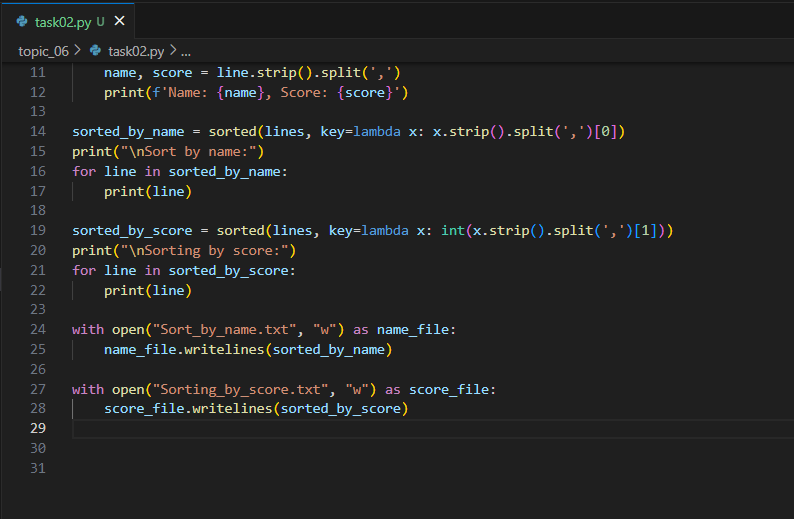 task02.py U ×
topic_06 > task02.py > ...
11 name, score = line.strip().split(',')
12 print(f'Name: {name}, Score: {score}')
13
14 sorted_by_name = sorted(lines, key=lambda x: x.strip().split(',')[0])
15 print("\nSort by name:")
16 for line in sorted_by_name:
17 print(line)
18
19 sorted_by_score = sorted(lines, key=lambda x: int(x.strip().split(',')[1]))
20 print("\nSorting by score:")
21 for line in sorted_by_score:
22 print(line)
23
24 with open("Sort_by_name.txt", "w") as name_file:
25 name_file.writelines(sorted_by_name)
26
27 with open("Sorting_by_score.txt", "w") as score_file:
28 score_file.writelines(sorted_by_score)
29
30
31